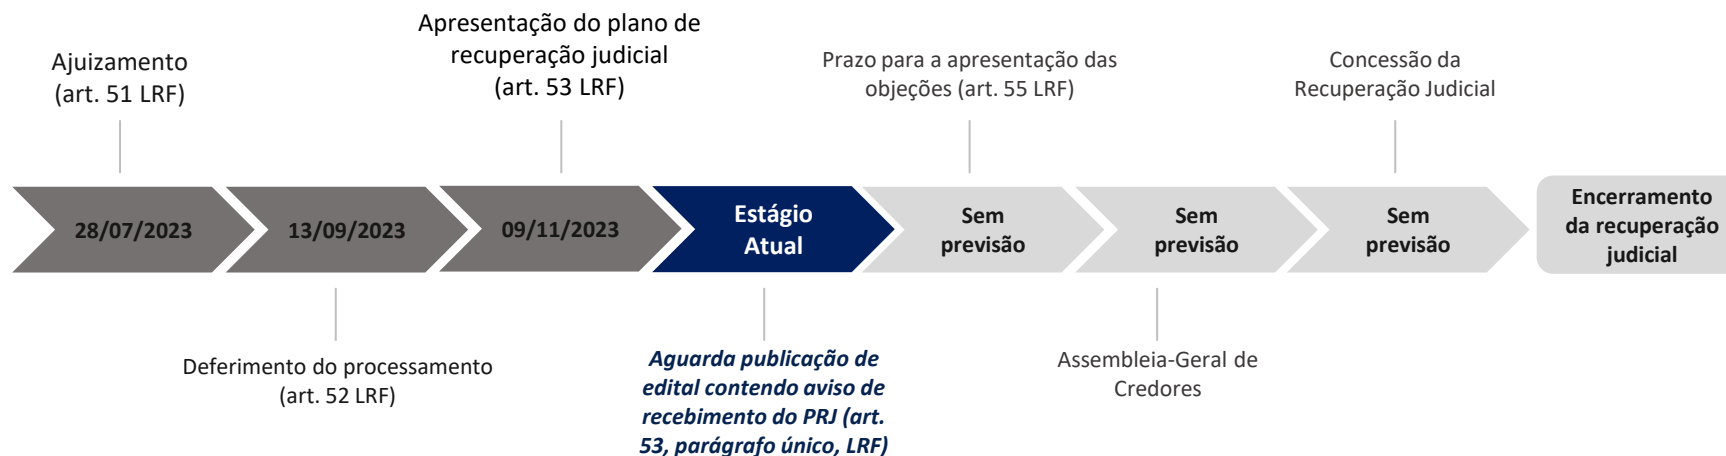 Ajuizamento
(art. 51 LRF)
Apresentação do plano de
recuperação judicial
(art. 53 LRF)
Prazo para a apresentação das
objeções (art. 55 LRF)
Concessão da
Recuperação Judicial
28/07/2023
13/09/2023
09/11/2023
Estágio
Atual
Sem
previsão
Sem
previsão
Sem
previsão
Encerramento
da recuperação
judicial
Deferimento do processamento
(art. 52 LRF)
Aguarda publicação de
edital contendo aviso de
recebimento do PRJ (art.
53, parágrafo único, LRF)
Assembleia-Geral de
Credores